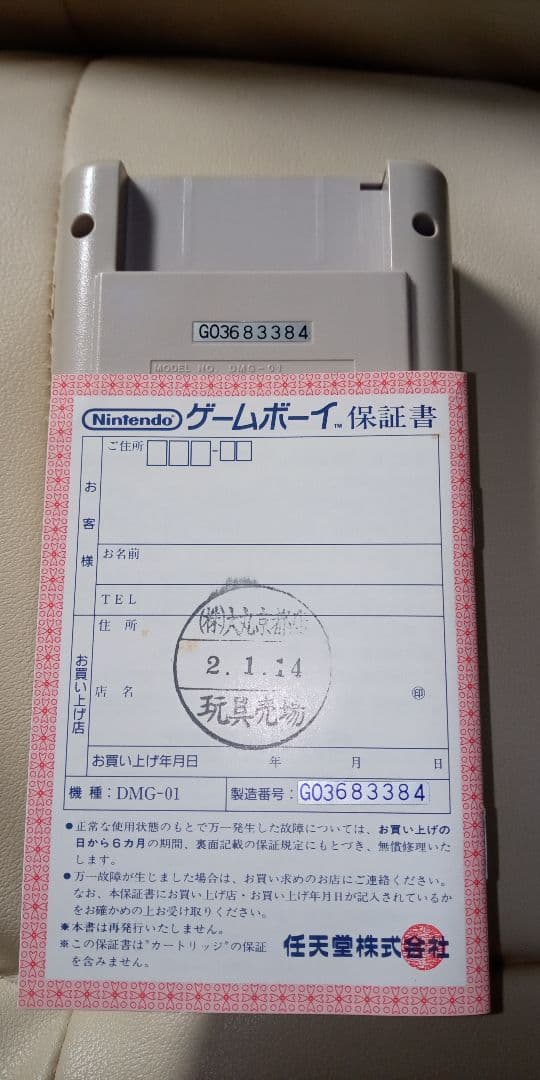 G03683384
MODEL NO. DMG-01
Nintendo ゲームボーイ™ 保証書
お客様
ご住所
お名前
TEL
お買い上げ店
住所
店名
㊞
(株)大丸京都店
2.1.14
玩具売場
お買い上げ年月日 年 月 日
機種:DMG-01 製造番号:G03683384
●正常な使用状態のもとで万一発生した故障については、お買い上げの
日から6カ月の期間、裏面記載の保証規定にもとづき、無償修理いた
します。
●万一故障が生じました場合は、お買い求めのお店にご連絡ください。
なお、本保証書にお買い上げ店・お買い上げ年月日が記入されているか
をお確かめの上お受け取りください。
※本書は再発行いたしません。
※この保証書は"カートリッジ"の保証
を含みません。
任天堂株式会社